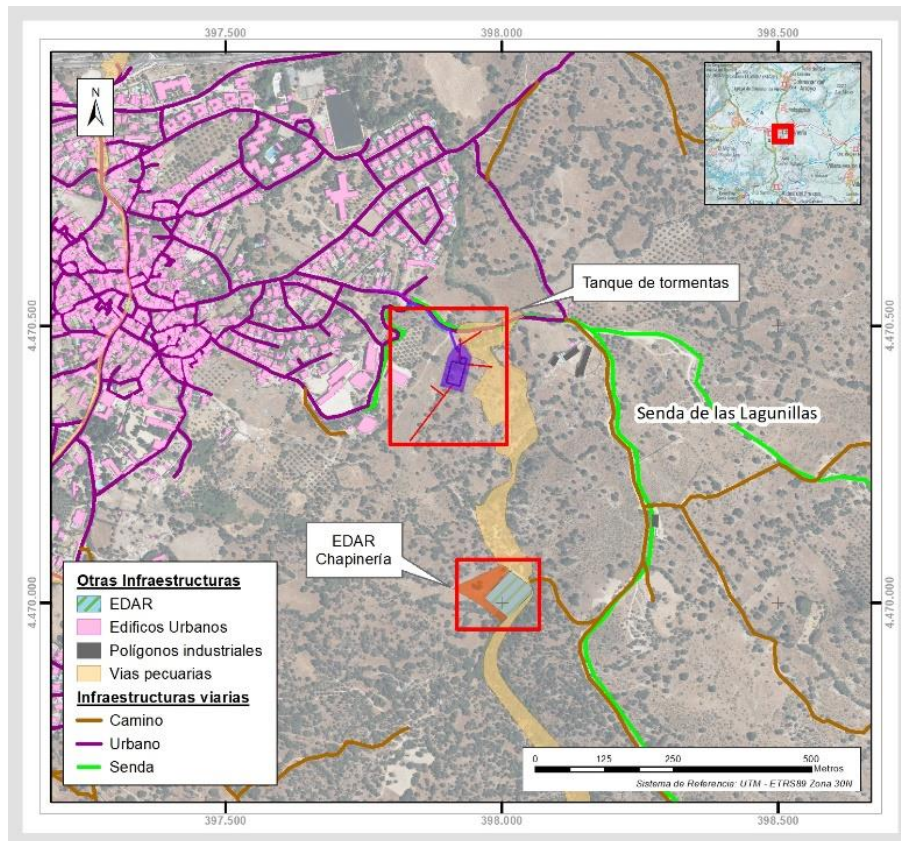 397.500
398.000
398.500
N
4.470.500
4.470.500
Tanque de tormentas
Senda de las Lagunillas
EDAR
Chapinería
4.470.000
4.470.000
Otras Infraestructuras
EDAR
Edificos Urbanos
Polígonos industriales
Vias pecuarias
Infraestructuras viarias
Camino
Urbano
Senda
0
125
250
500
Metros
Sistema de Referencia: UTM - ETRS89 Zona 30N
397.500
398.000
398.500